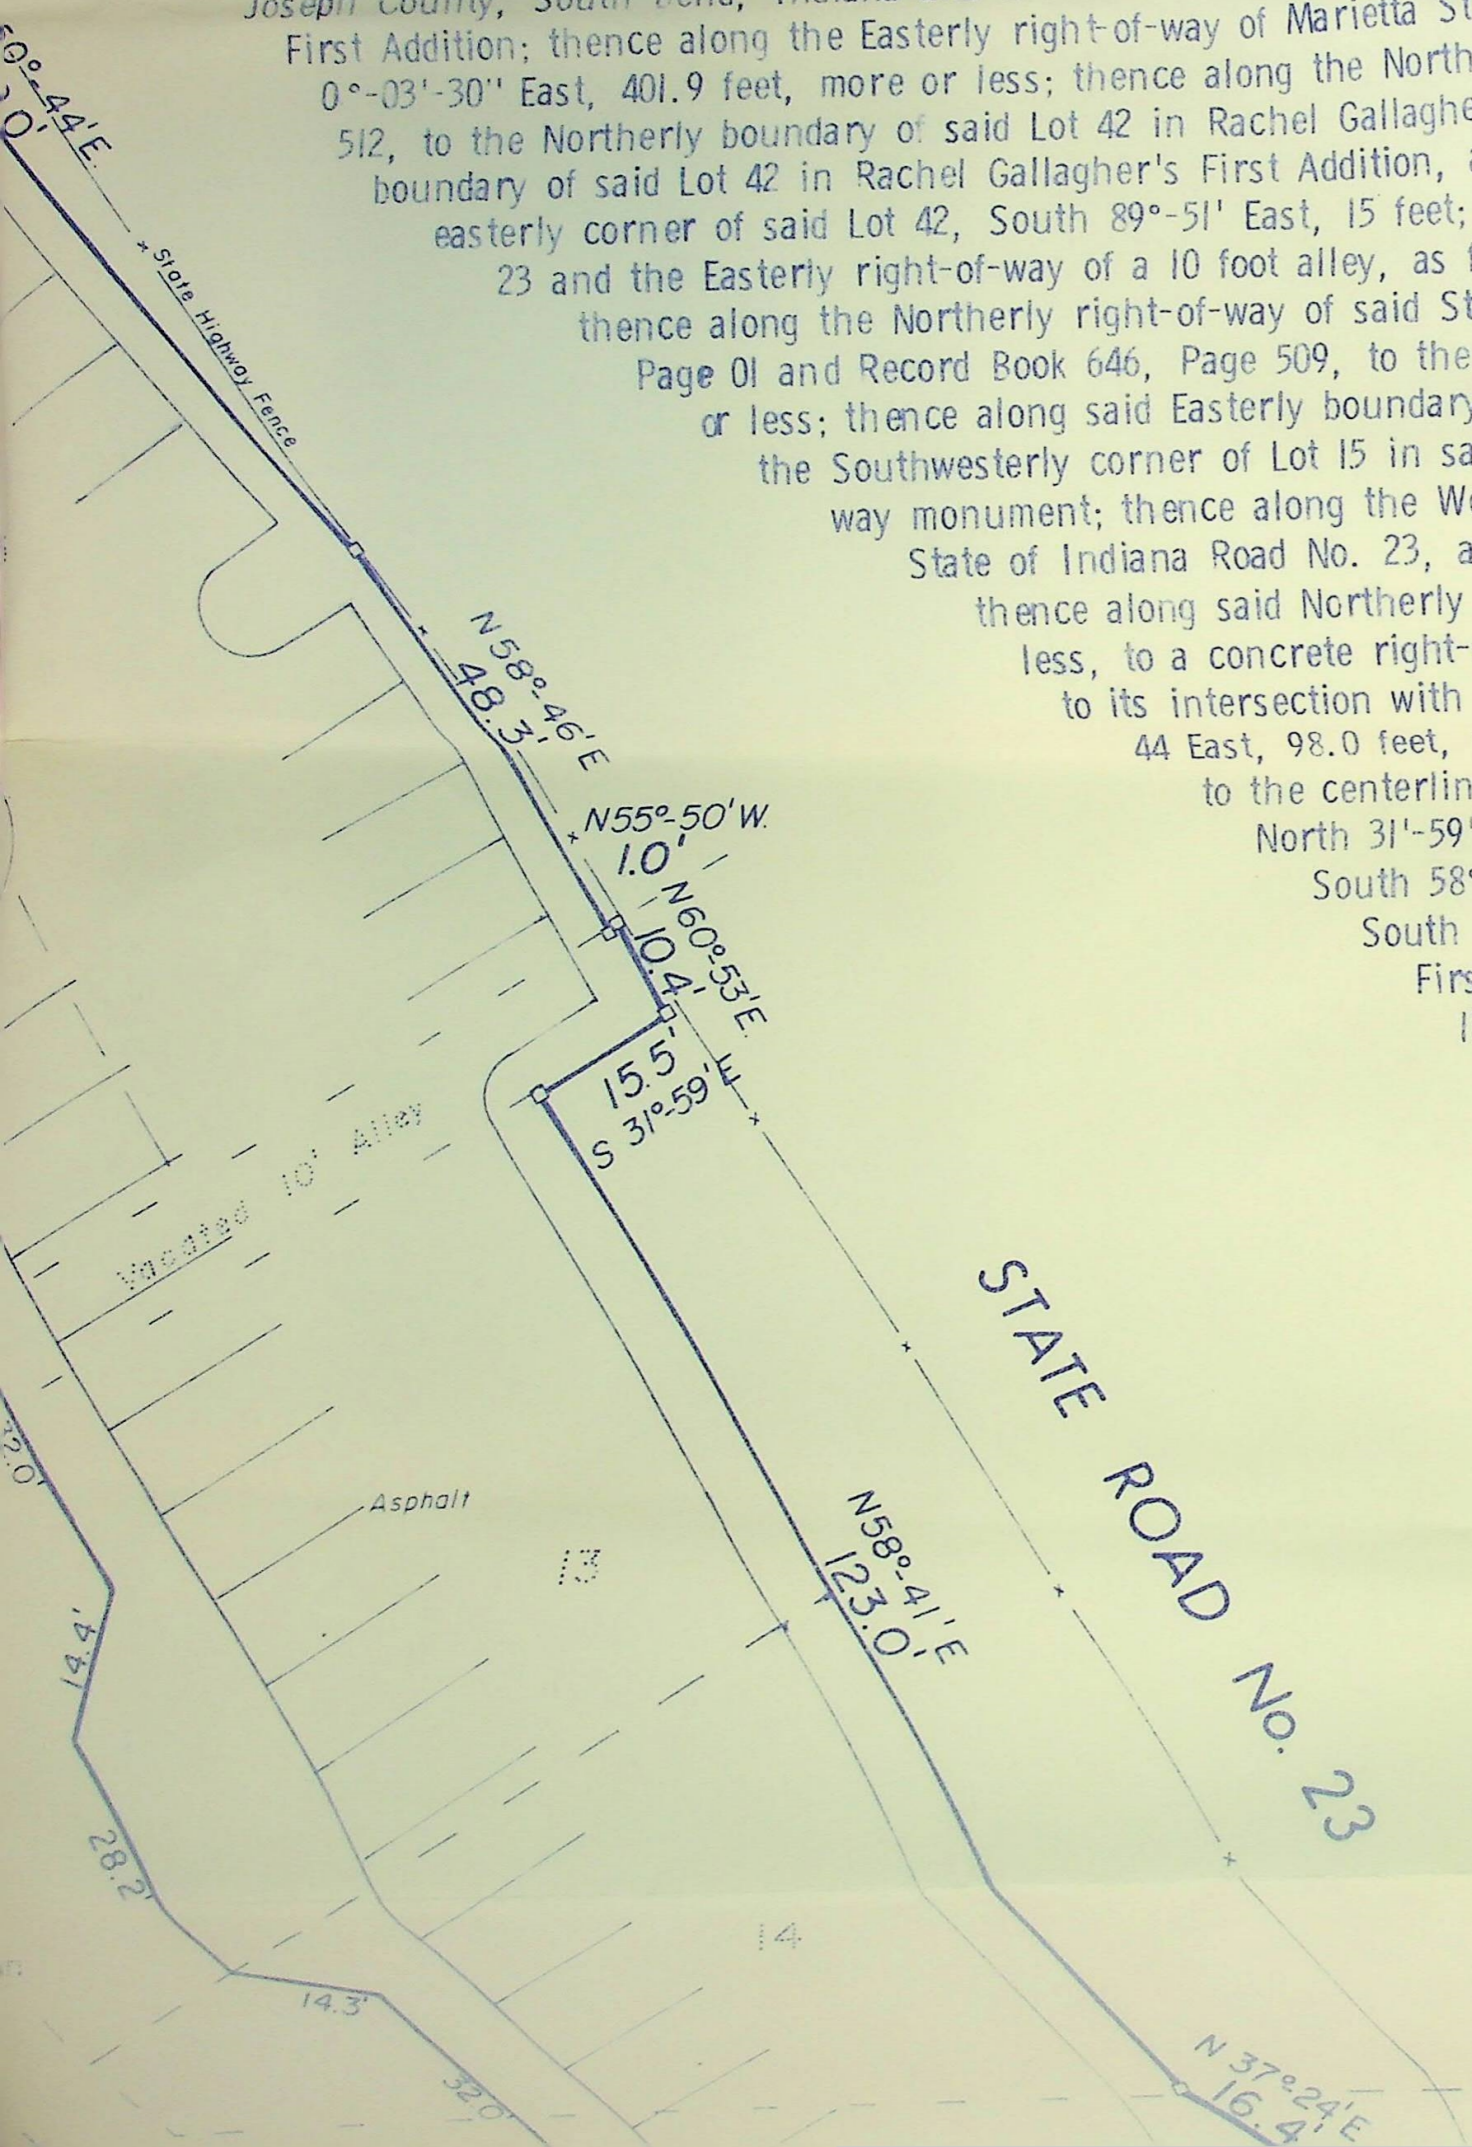 Joseph County, South Bend,
First Addition; thence along the Easterly right-of-way of Marietta
0°-03'-30" East, 401.9 feet, more or less; thence along the North
512, to the Northerly boundary of said Lot 42 in Rachel
boundary of said Lot 42 in Rachel Gallagher's First Addition,
easterly corner of said Lot 42, South 89°-51' East, 15 feet;
23 and the Easterly right-of-way of a 10 foot alley, as
thence along the Northerly right-of-way of said
Page 01 and Record Book 646, Page 509, to the
or less; thence along said Easterly boundary
the Southwesterly corner of Lot 15 in
way monument; thence along the
State of Indiana Road No. 23,
thence along said Northerly
less, to a concrete right-
to its intersection with
44 East, 98.0 feet,
to the
North 31'-59'
South 58°
South
-44'E.
State Highway Fence
N58°-46'E
48.3'
N55°-50'W.
1.0'
N60°-53'E.
10.4'
15.5'
S 31°-59'E
Vacated 10' Alley
STATE ROAD No. 23
Asphalt
13
N58°-41'E
123.0'
14.4'
28.2'
14
14.3'
32.0'
N 37°-24'E
16.4'